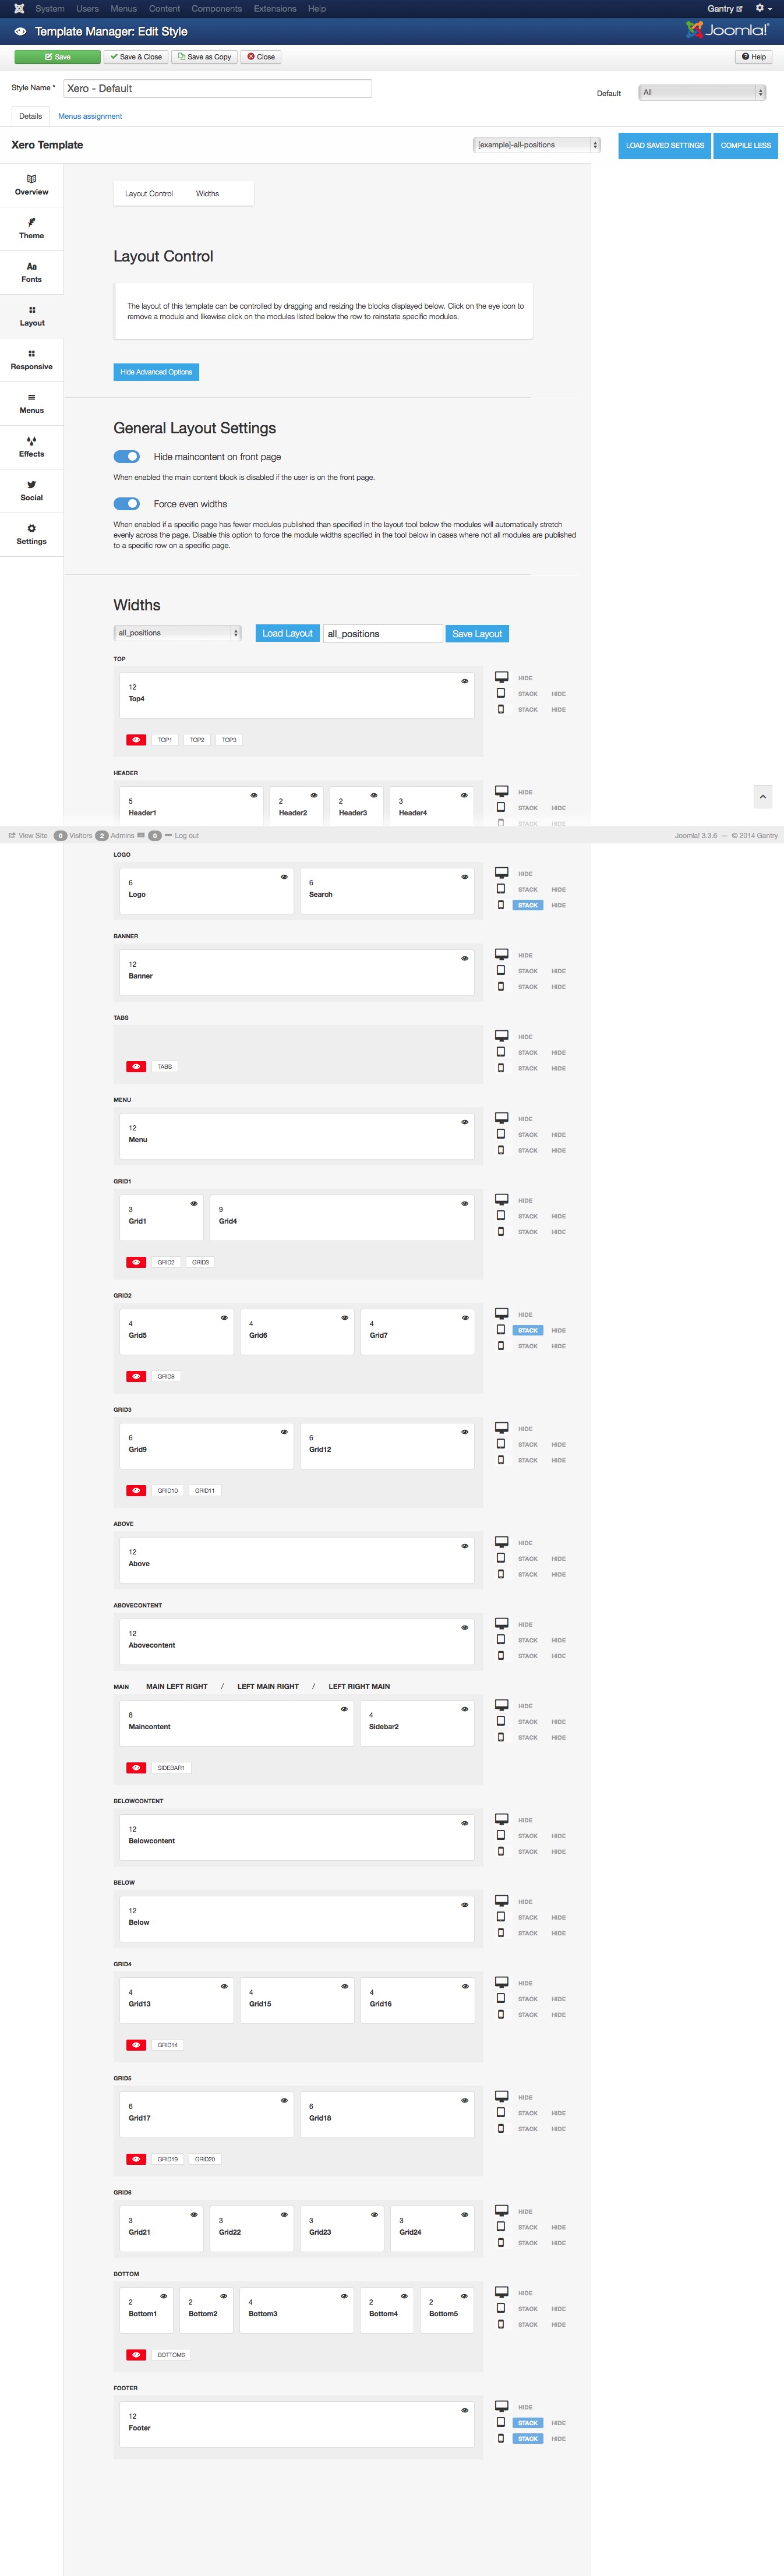 System Users Menus Content Components Extensions Help Gantry
Template Manager: Edit Style Joomla!®
Save Save & Close Save as Copy Close Help
Style Name * Xero - Default Default All
Details Menus assignment
Xero Template [example]-all-positions LOAD SAVED SETTINGS COMPILE LESS
Overview
Theme
Aa
Fonts
Layout
Responsive
Menus
Effects
Social
Settings
Layout Control Widths
Layout Control
The layout of this template can be controlled by dragging and resizing the blocks displayed below. Click on the eye icon to
remove a module and likewise click on the modules listed below the row to reinstate specific modules.
Hide Advanced Options
General Layout Settings
Hide maincontent on front page
When enabled the main content block is disabled if the user is on the front page.
Force even widths
When enabled if a specific page has fewer modules published than specified in the layout tool below the modules will automatically stretch
evenly across the page. Disable this option to force the module widths specified in the tool below in cases where not all modules are published
to a specific row on a specific page.
Widths
all_positions Load Layout all_positions Save Layout
TOP
HIDE
12
STACK HIDE
Top4
STACK HIDE
TOP1 TOP2 TOP3
HEADER
HIDE
5 2 2 3
STACK HIDE
Header1 Header2 Header3 Header4
STACK HIDE
View Site 0 Visitors 2 Admins 0 Log out Joomla! 3.3.6 — © 2014 Gantry
LOGO
HIDE
6 6
STACK HIDE
Logo Search
STACK HIDE
BANNER
HIDE
12
STACK HIDE
Banner
STACK HIDE
TABS
HIDE
STACK HIDE
TABS
STACK HIDE
MENU
HIDE
12
STACK HIDE
Menu
STACK HIDE
GRID1
HIDE
3 9
STACK HIDE
Grid1 Grid4
STACK HIDE
GRID2 GRID3
GRID2
HIDE
4 4 4
STACK HIDE
Grid5 Grid6 Grid7
STACK HIDE
GRID8
GRID3
HIDE
6 6
STACK HIDE
Grid9 Grid12
STACK HIDE
GRID10 GRID11
ABOVE
HIDE
12
STACK HIDE
Above
STACK HIDE
ABOVECONTENT
HIDE
12
STACK HIDE
Abovecontent
STACK HIDE
MAIN MAIN LEFT RIGHT / LEFT MAIN RIGHT / LEFT RIGHT MAIN
HIDE
8 4
STACK HIDE
Maincontent Sidebar2
STACK HIDE
SIDEBAR1
BELOWCONTENT
HIDE
12
STACK HIDE
Belowcontent
STACK HIDE
BELOW
HIDE
12
STACK HIDE
Below
STACK HIDE
GRID4
HIDE
4 4 4
STACK HIDE
Grid13 Grid15 Grid16
STACK HIDE
GRID14
GRID5
HIDE
6 6
STACK HIDE
Grid17 Grid18
STACK HIDE
GRID19 GRID20
GRID6
HIDE
3 3 3 3
STACK HIDE
Grid21 Grid22 Grid23 Grid24
STACK HIDE
BOTTOM
HIDE
2 2 4 2 2
STACK HIDE
Bottom1 Bottom2 Bottom3 Bottom4 Bottom5
STACK HIDE
BOTTOM6
FOOTER
HIDE
12
STACK HIDE
Footer
STACK HIDE